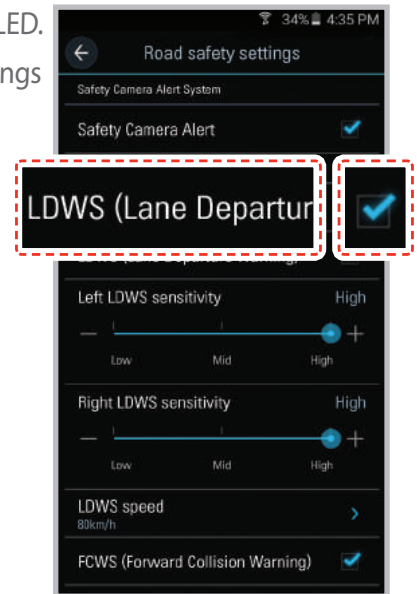 LED.
ngs
34% 4:35 PM
Road safety settings
Safety Camera Alert System
Safety Camera Alert
LDWS (Lane Departur
Left LDWS sensitivity High
− +
Low Mid High
Right LDWS sensitivity High
− +
Low Mid High
LDWS speed
80km/h
FCWS (Forward Collision Warning)